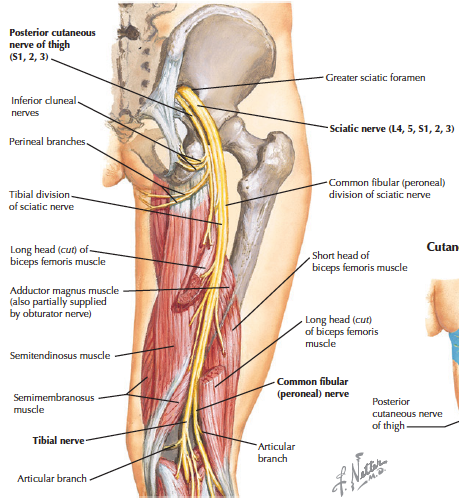 Posterior cutaneous
nerve of thigh
(S1, 2, 3)
Inferior cluneal
nerves
Perineal branches
Tibial division
of sciatic nerve
Long head (cut) of
biceps femoris muscle
Adductor magnus muscle
(also partially supplied
by obturator nerve)
Semitendinosus muscle
Semimembranosus
muscle
Tibial nerve
Articular branch
Greater sciatic foramen
Sciatic nerve (L4, 5, S1, 2, 3)
Common fibular (peroneal)
division of sciatic nerve
Short head of
biceps femoris muscle
Long head (cut)
of biceps femoris
muscle
Common fibular
(peroneal) nerve
Articular
branch
Cutan
Posterior
cutaneous nerve
of thigh
f. Netter
M.D.